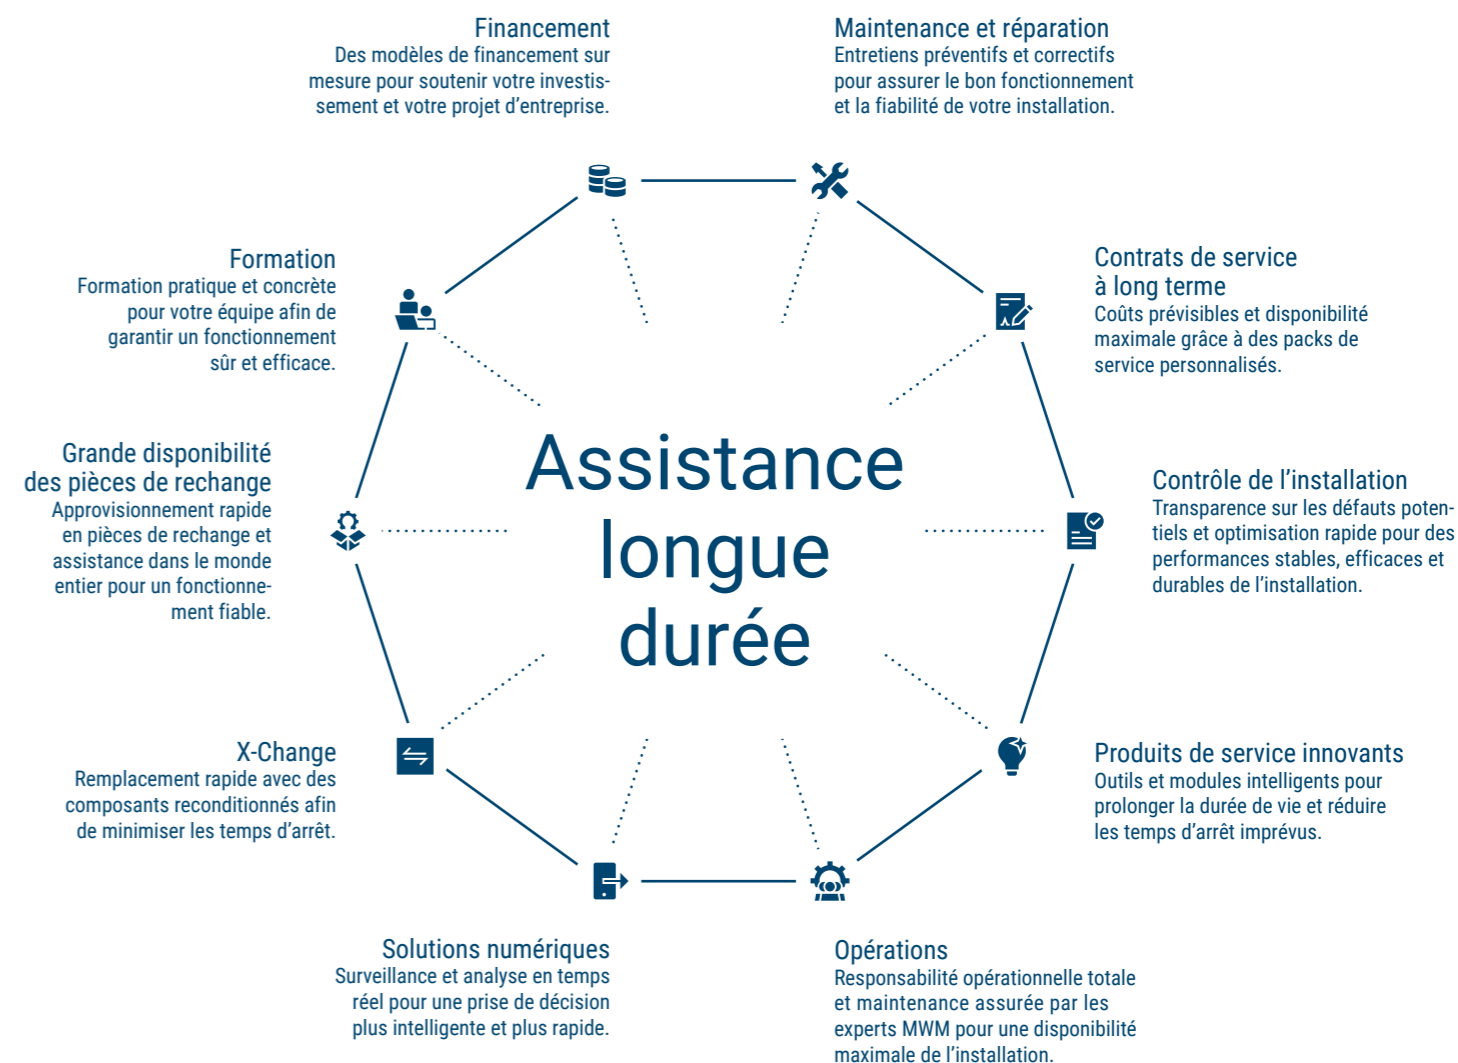 Financement
Des modèles de financement sur
mesure pour soutenir votre investis-
sement et votre projet d’entreprise.
Maintenance et réparation
Entretiens préventifs et correctifs
pour assurer le bon fonctionnement
et la fiabilité de votre installation.
Formation
Formation pratique et concrète
pour votre équipe afin de
garantir un fonctionnement
sûr et efficace.
Contrats de service
à long terme
Coûts prévisibles et disponibilité
maximale grâce à des packs de
service personnalisés.
Grande disponibilité
des pièces de rechange
Approvisionnement rapide
en pièces de rechange et
assistance dans le monde
entier pour un fonctionne-
ment fiable.
Assistance
longue
durée
Contrôle de l’installation
Transparence sur les défauts poten-
tiels et optimisation rapide pour des
performances stables, efficaces et
durables de l’installation.
X-Change
Remplacement rapide avec des
composants reconditionnés afin
de minimiser les temps d’arrêt.
Produits de service innovants
Outils et modules intelligents pour
prolonger la durée de vie et réduire
les temps d’arrêt imprévus.
Solutions numériques
Surveillance et analyse en temps
réel pour une prise de décision
plus intelligente et plus rapide.
Opérations
Responsabilité opérationnelle totale
et maintenance assurée par les
experts MWM pour une disponibilité
maximale de l’installation.